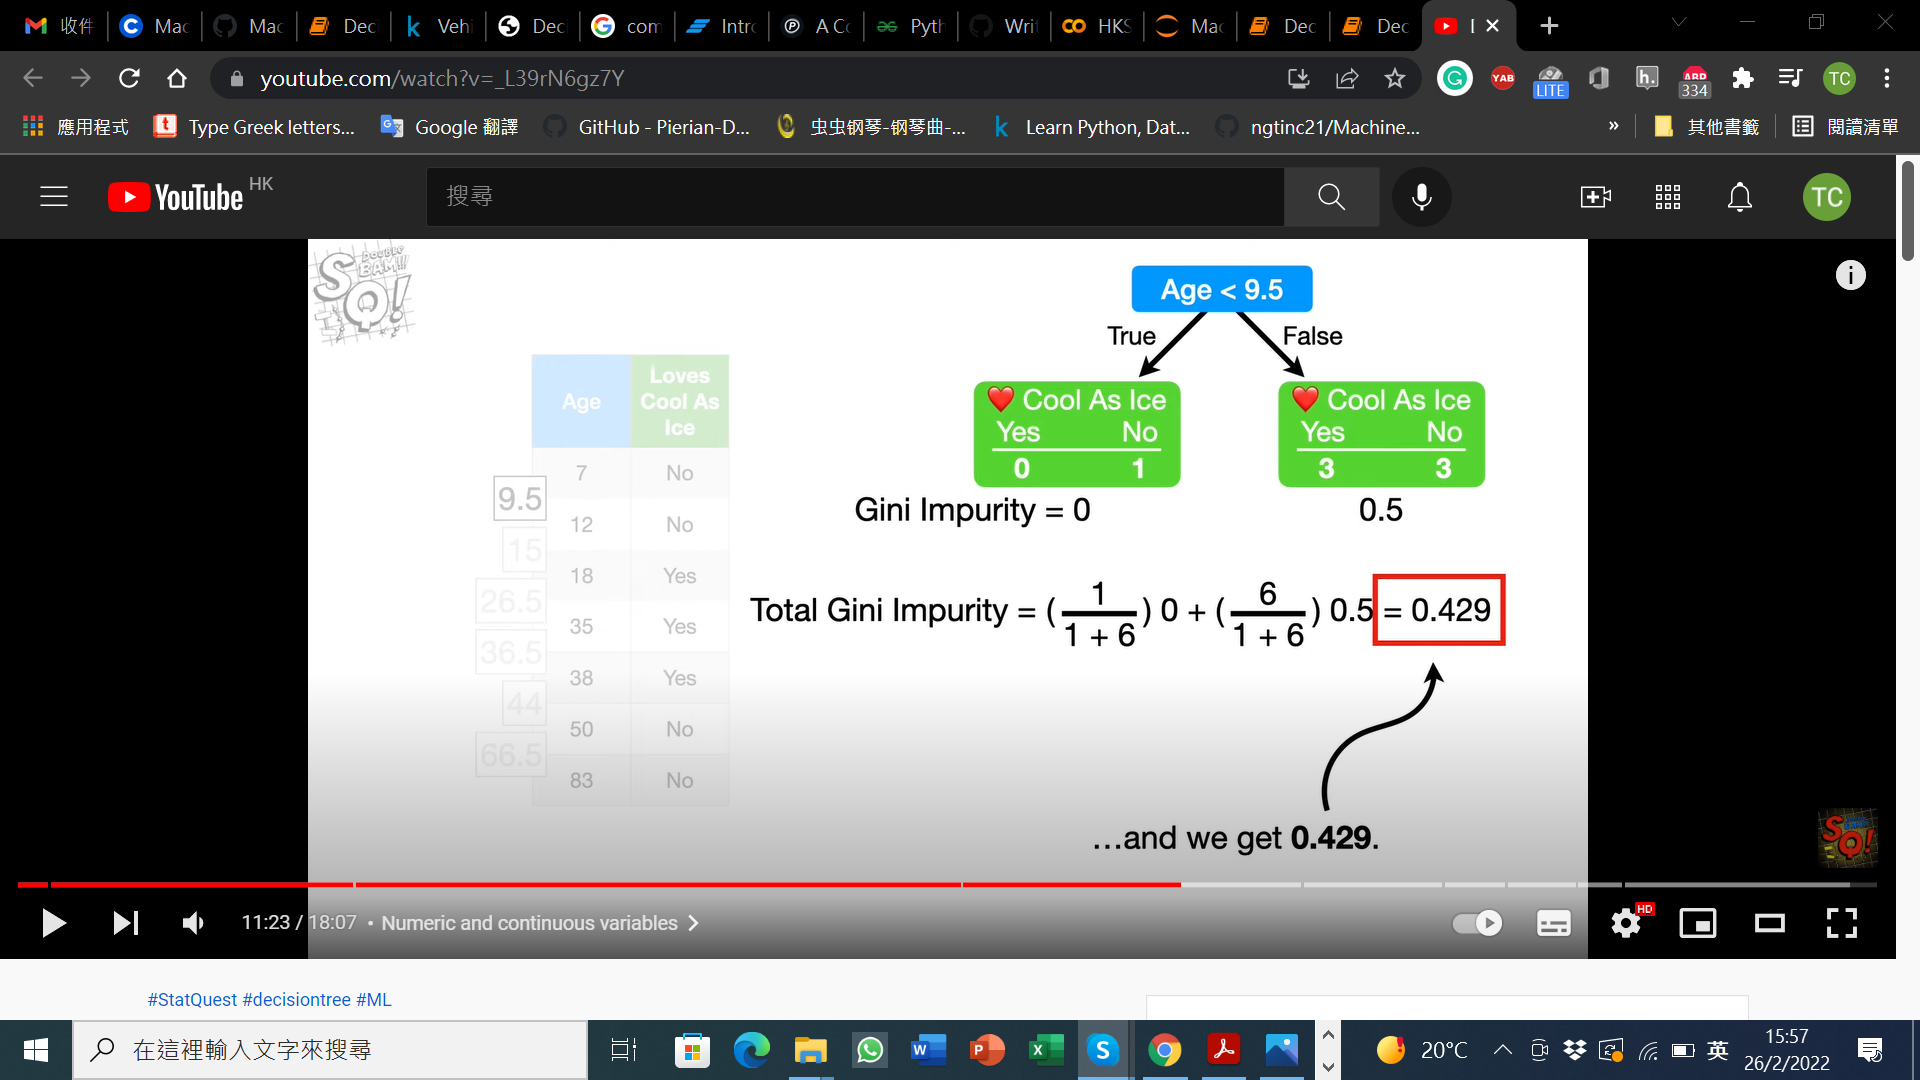 收件 Mac Mac Deci Vehi Deci com Intro A Co Pyth Writ HKS Mac Dec Dec
youtube.com/watch?v=_L39rN6gz7Y
YAB LITE h. ABP 334 TC
應用程式 Type Greek letters... Google 翻譯 GitHub - Pierian-D... 虫虫钢琴-钢琴曲-... Learn Python, Dat... ngtinc21/Machine... » 其他書籤 閱讀清單
YouTube HK 搜尋 TC
DOUBLE BAM!!!
SQ!
Age < 9.5
True False
Age Loves Cool As Ice
❤️ Cool As Ice ❤️ Cool As Ice
Yes No Yes No
0 1 3 3
7 No
9.5
Gini Impurity = 0 0.5
12 No
15
18 Yes
26.5
Total Gini Impurity = ( 1 / 1 + 6 ) 0 + ( 6 / 1 + 6 ) 0.5 = 0.429
35 Yes
36.5
38 Yes
44
50 No
66.5
83 No
...and we get 0.429.
SQ!
11:23 / 18:07 • Numeric and continuous variables HD
#StatQuest #decisiontree #ML
在這裡輸入文字來搜尋 20°C 英 15:57
26/2/2022